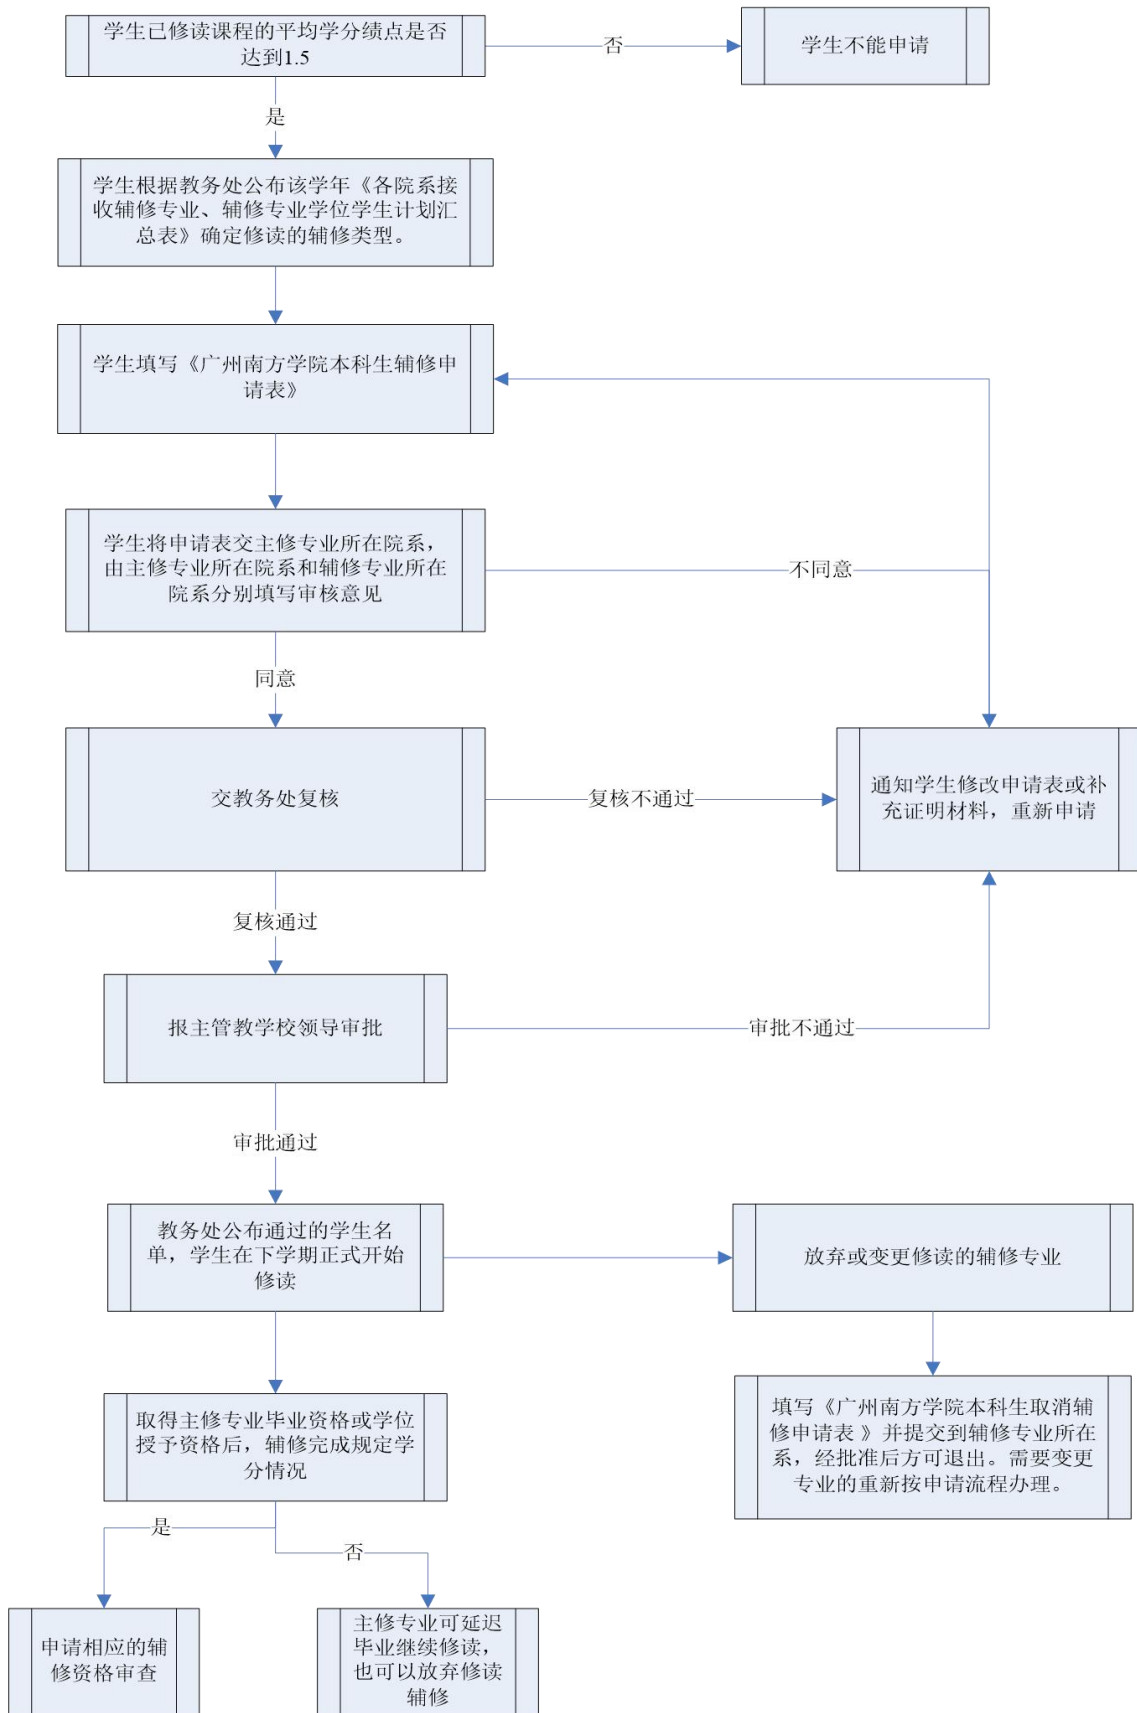 学生已修读课程的平均学分绩点是否
达到1.5
否
学生不能申请
是
学生根据教务处公布该学年《各院系接
收辅修专业、辅修专业学位学生计划汇
总表》确定修读的辅修类型。
学生填写《广州南方学院本科生辅修申
请表》
学生将申请表交主修专业所在院系，
由主修专业所在院系和辅修专业所在
院系分别填写审核意见
不同意
同意
交教务处复核
复核不通过
通知学生修改申请表或补
充证明材料，重新申请
复核通过
报主管教学校领导审批
审批不通过
审批通过
教务处公布通过的学生名
单，学生在下学期正式开始
修读
放弃或变更修读的辅修专业
取得主修专业毕业资格或学位
授予资格后，辅修完成规定学
分情况
填写《广州南方学院本科生取消辅
修申请表 》并提交到辅修专业所在
系，经批准后方可退出。需要变更
专业的重新按申请流程办理。
是
否
申请相应的辅
修资格审查
主修专业可延迟
毕业继续修读，
也可以放弃修读
辅修